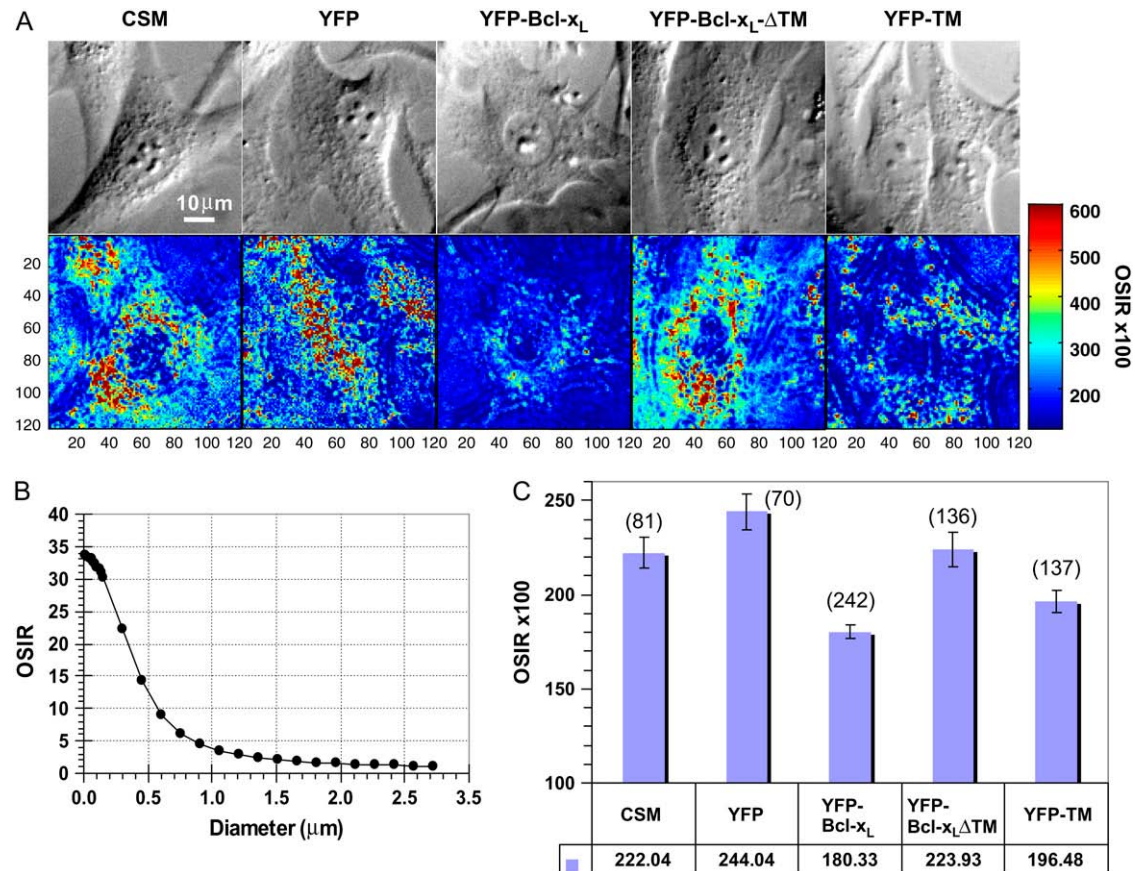 A
CSM YFP YFP-Bcl-xL YFP-Bcl-xL-ΔTM YFP-TM
10 μm
20
40
60
80
100
120
20 40 60 80 100 20 40 60 80 100 20 40 60 80 100 20 40 60 80 100 120 20 40 60 80 100 120
600
500
400
300
200
OSIR x100
B
40
35
30
25
20
15
10
5
0
OSIR
0.0 0.5 1.0 1.5 2.0 2.5 3.0 3.5
Diameter (μm)
C
250
200
150
100
OSIR x100
(81) (70) (242) (136) (137)
CSM YFP YFP-Bcl-xL YFP-Bcl-xLΔTM YFP-TM
222.04 244.04 180.33 223.93 196.48